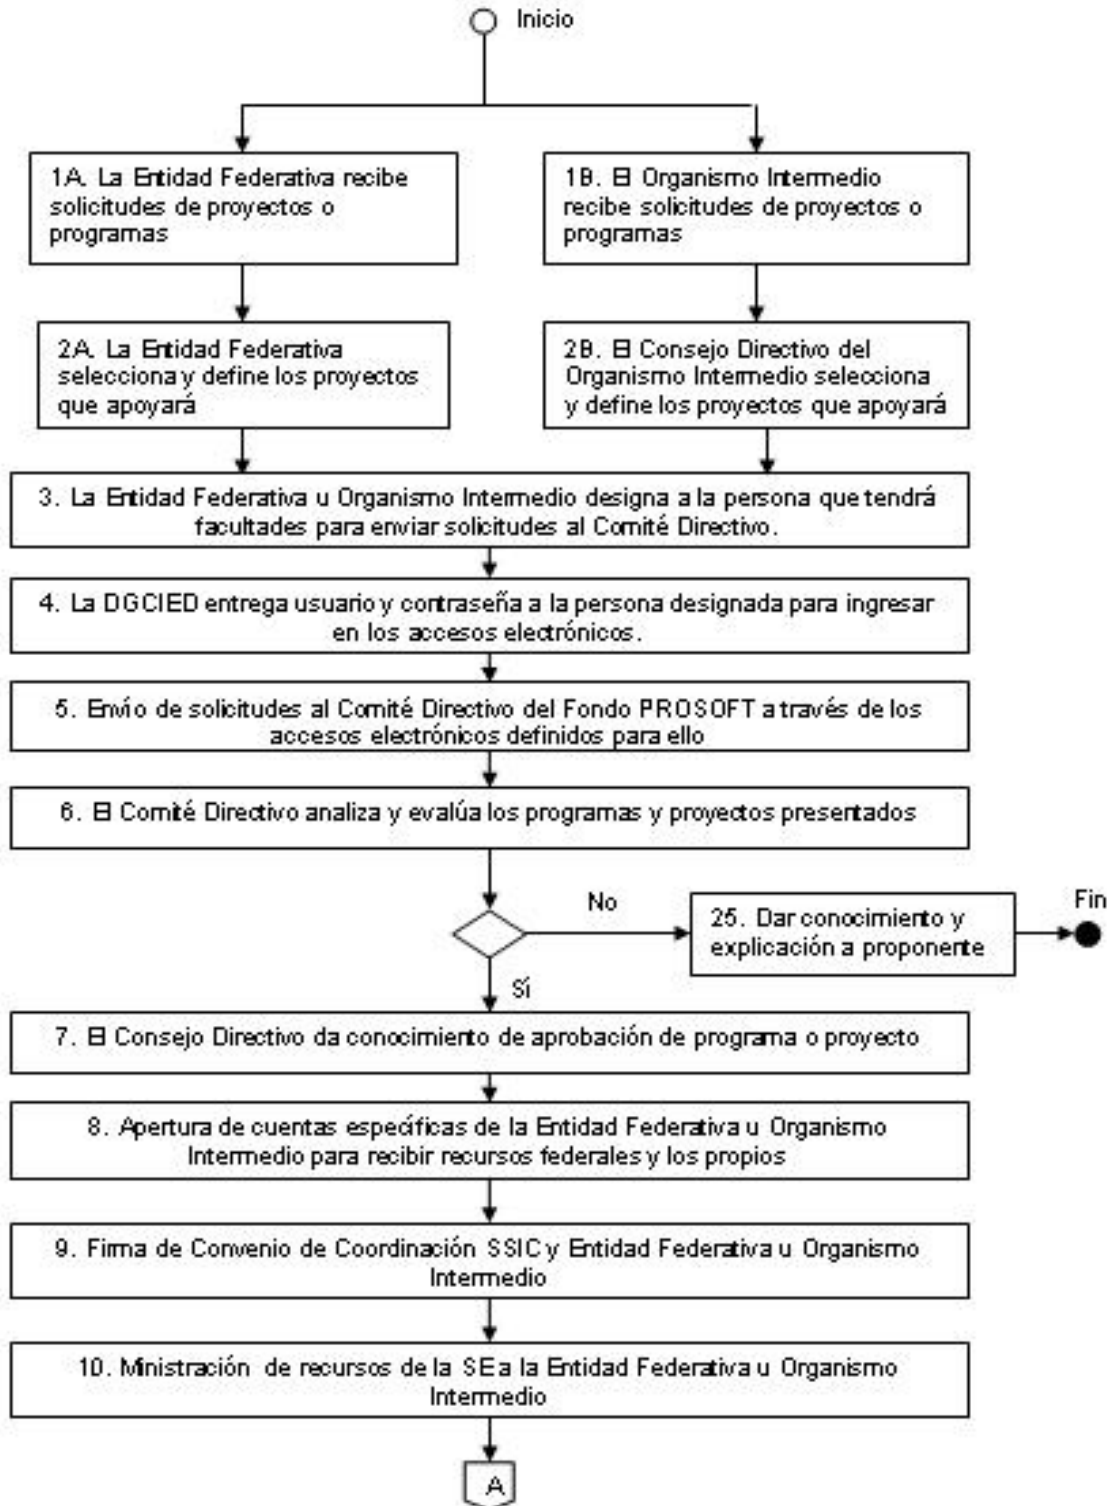 Inicio
1A. La Entidad Federativa recibe
solicitudes de proyectos o
programas
1B. El Organismo Intermedio
recibe solicitudes de proyectos o
programas
2A. La Entidad Federativa
selecciona y define los proyectos
que apoyará
2B. El Consejo Directivo del
Organismo Intermedio selecciona
y define los proyectos que apoyará
3. La Entidad Federativa u Organismo Intermedio designa a la persona que tendrá
facultades para enviar solicitudes al Comité Directivo.
4. La DGCIED entrega usuario y contraseña a la persona designada para ingresar
en los accesos electrónicos.
5. Envío de solicitudes al Comité Directivo del Fondo PROSOFT a través de los
accesos electrónicos definidos para ello
6. El Comité Directivo analiza y evalúa los programas y proyectos presentados
No
25. Dar conocimiento y
explicación a proponente
Fin
Sí
7. El Consejo Directivo da conocimiento de aprobación de programa o proyecto
8. Apertura de cuentas específicas de la Entidad Federativa u Organismo
Intermedio para recibir recursos federales y los propios
9. Firma de Convenio de Coordinación SSIC y Entidad Federativa u Organismo
Intermedio
10. Ministración de recursos de la SE a la Entidad Federativa u Organismo
Intermedio
A